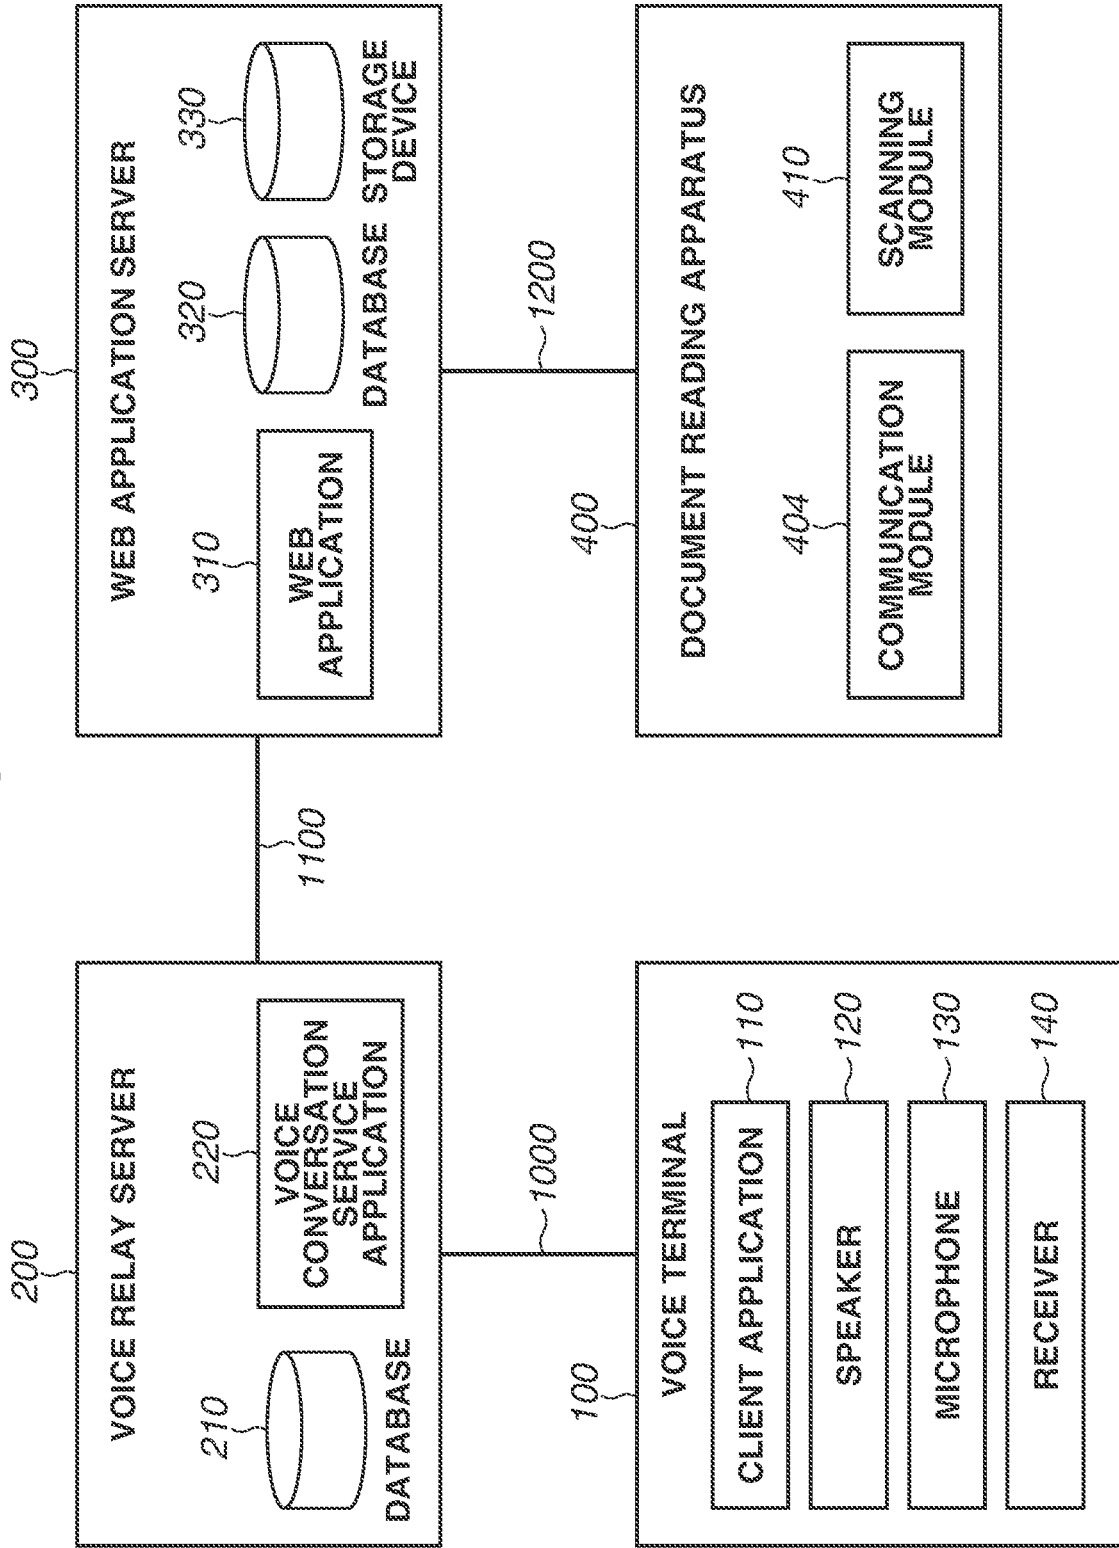 200
VOICE RELAY SERVER
210
DATABASE
220
VOICE
CONVERSATION
SERVICE
APPLICATION
1100
300
WEB APPLICATION SERVER
310
WEB
APPLICATION
320
DATABASE
330
STORAGE
DEVICE
1000
1200
100
VOICE TERMINAL
CLIENT APPLICATION
110
SPEAKER
120
MICROPHONE
130
RECEIVER
140
400
DOCUMENT READING APPARATUS
404
COMMUNICATION
MODULE
410
SCANNING
MODULE